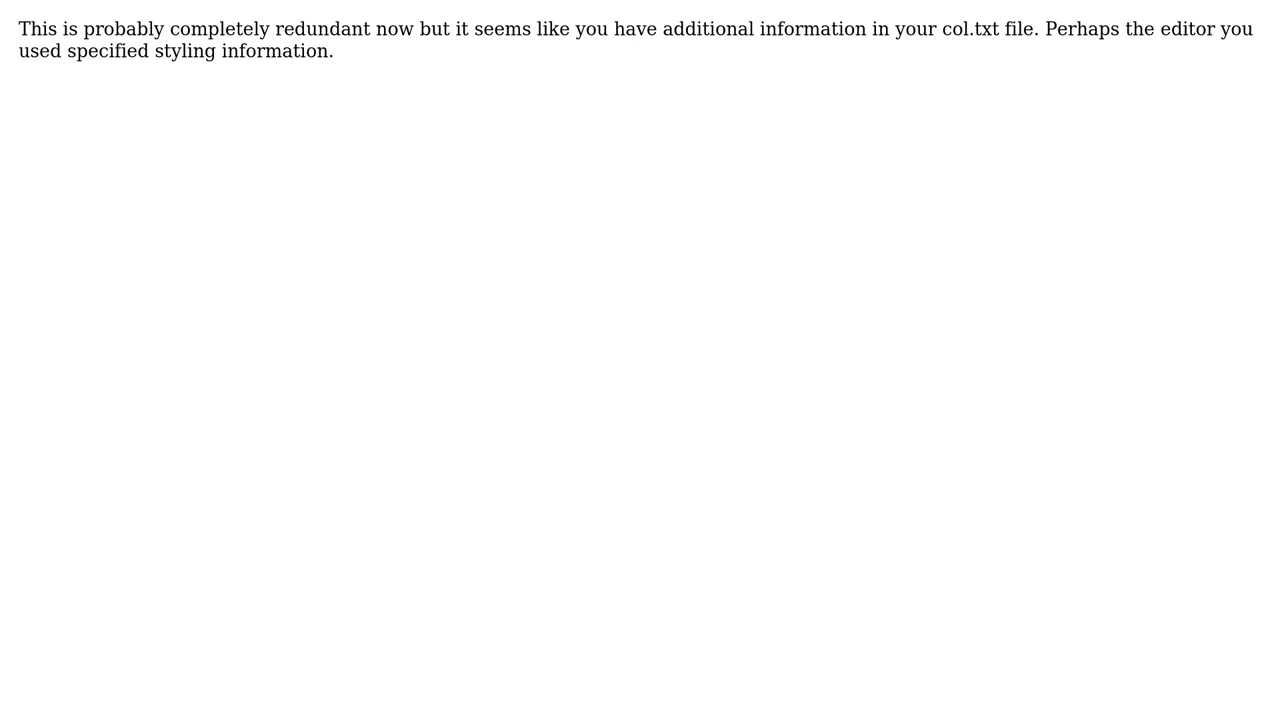 This is probably completely redundant now but it seems like you have additional information in your col.txt file. Perhaps the editor you
used specified styling information.